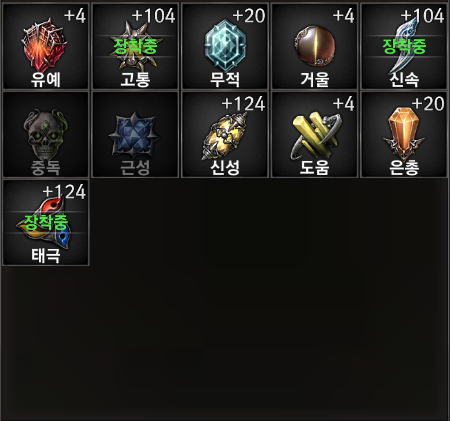 +4 +104 +20 +4 +104
장착중 장착중
유예 고통 무적 거울 신속
+124 +4 +20
중독 근성 신성 도움 은총
+124
장착중
태극